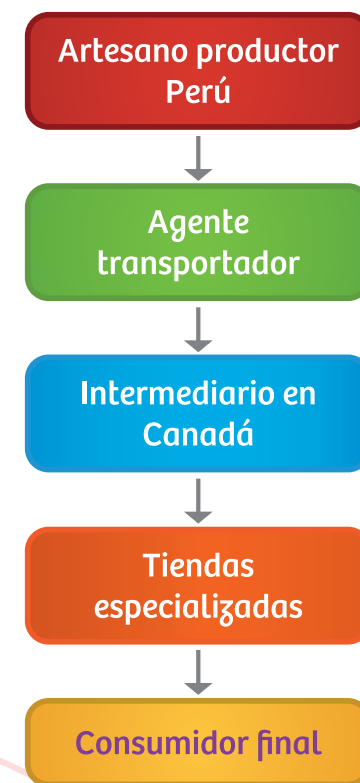 Artesano productor
Perú
Agente
transportador
Intermediario en
Canadá
Tiendas
especializadas
Consumidor final